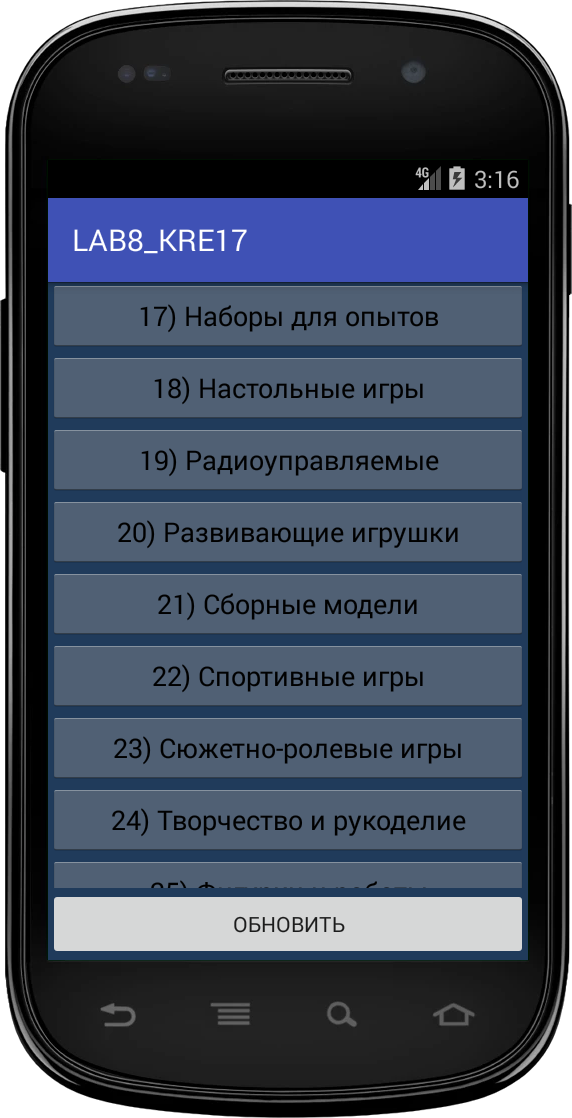 4G 3:16
LAB8_KRE17
17) Наборы для опытов
18) Настольные игры
19) Радиоуправляемые
20) Развивающие игрушки
21) Сборные модели
22) Спортивные игры
23) Сюжетно-ролевые игры
24) Творчество и рукоделие
25)
ОБНОВИТЬ